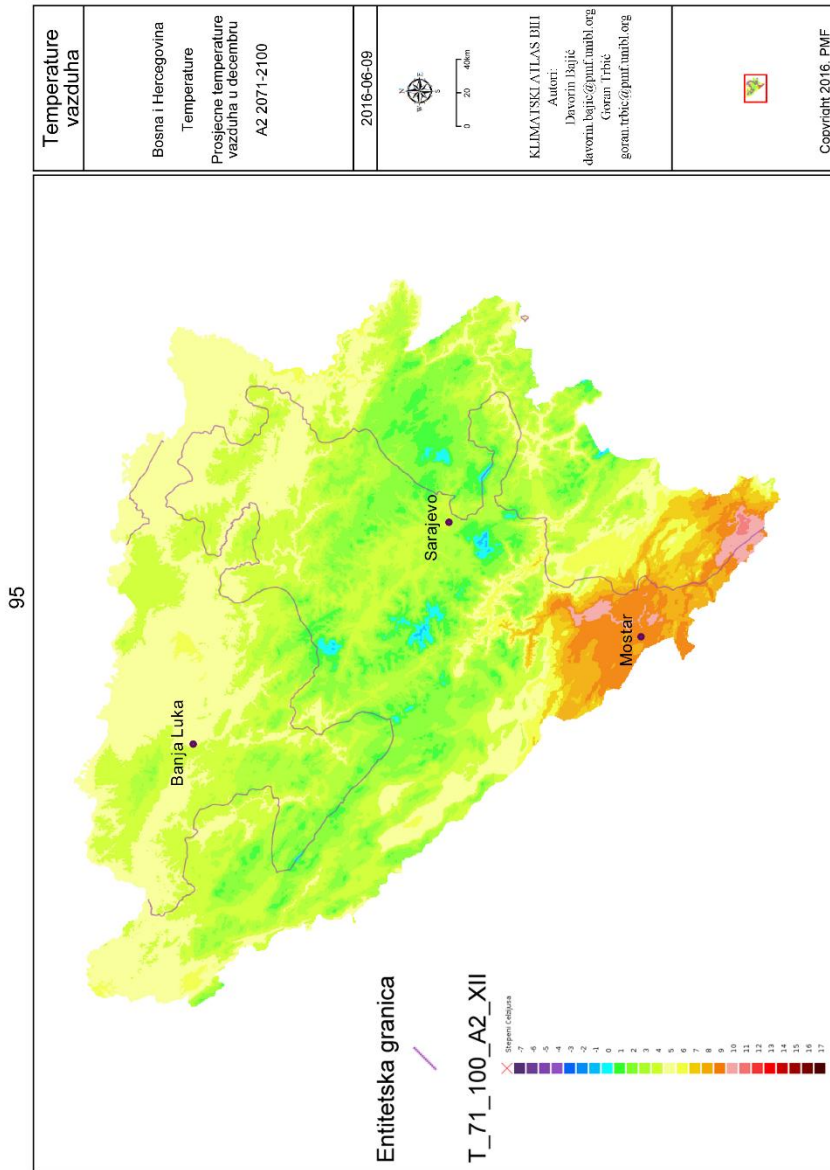 95
Temperature
vazduha
Bosna i Hercegovina
Temperature
Prosjecne temperature
vazduha u decembru
A2 2071-2100
2016-06-09
N
W
E
S
0 20 40km
KLIMATSKI ATLAS BIH
Autori:
Davorin Bajić
davorin.bajic@pmf.unibl.org
Goran Trbić
goran.trbic@pmf.unibl.org
Copyright 2016, PMF
Banja Luka
Sarajevo
Mostar
Entitetska granica
T_71_100_A2_XII
Stepeni Celzijusa
-7
-6
-5
-4
-3
-2
-1
0
1
2
3
4
5
6
7
8
9
10
11
12
13
14
15
16
17